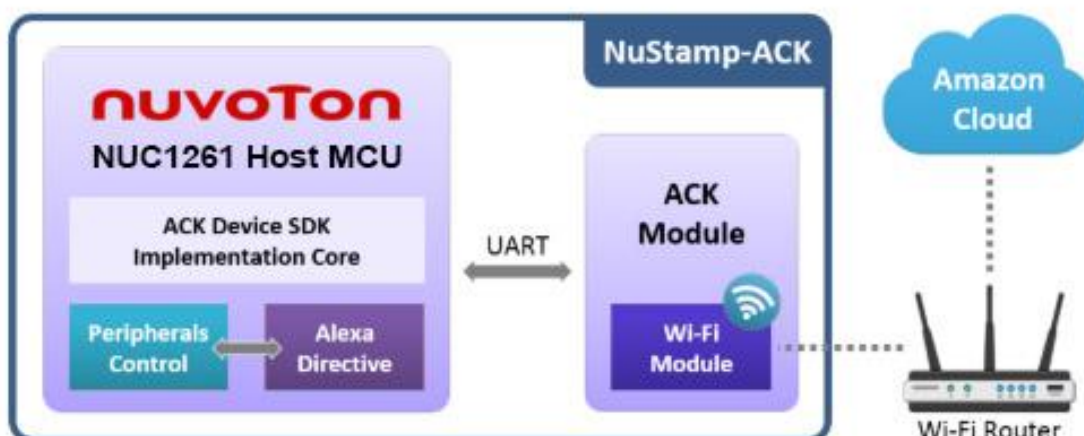 NuStamp-ACK
nuvoton
NUC1261 Host MCU
ACK Device SDK
Implementation Core
Peripherals
Control
Alexa
Directive
UART
ACK
Module
Wi-Fi
Module
Amazon
Cloud
Wi-Fi Router